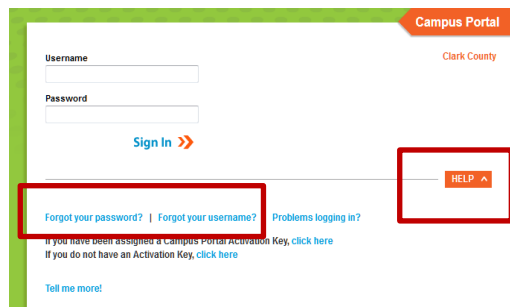 Campus Portal
Clark County
Username
Password
Sign In
HELP
Forgot your password? | Forgot your username? Problems logging in?
If you have been assigned a Campus Portal Activation Key, click here
If you do not have an Activation Key, click here
Tell me more!